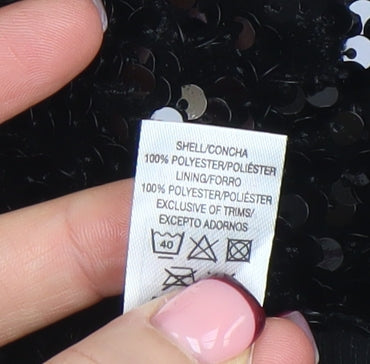 SHELL/CONCHA
100% POLYESTER/POLIÉSTER
LINING/FORRO
100% POLYESTER/POLIÉSTER
EXCLUSIVE OF TRIMS/
EXCEPTO ADORNOS
40